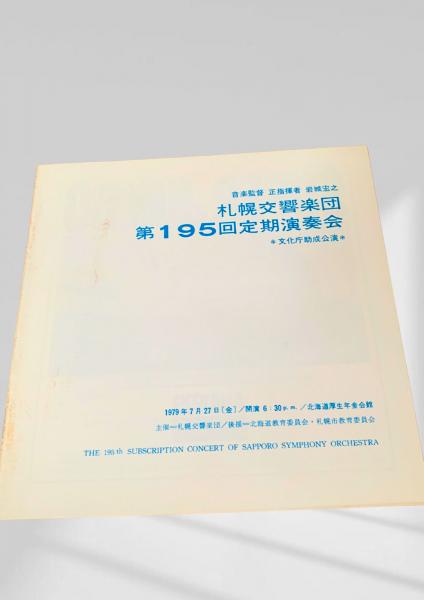 音楽監督 正指揮者 岩城宏之
札幌交響楽団
第195回定期演奏会
＊文化庁助成公演＊
1979年7月27日〔金〕／開演6：30p.m.／北海道厚生年金会館
主催＝札幌交響楽団／後援＝北海道教育委員会・札幌市教育委員会
THE 195th SUBSCRIPTION CONCERT OF SAPPORO SYMPHONY ORCHESTRA